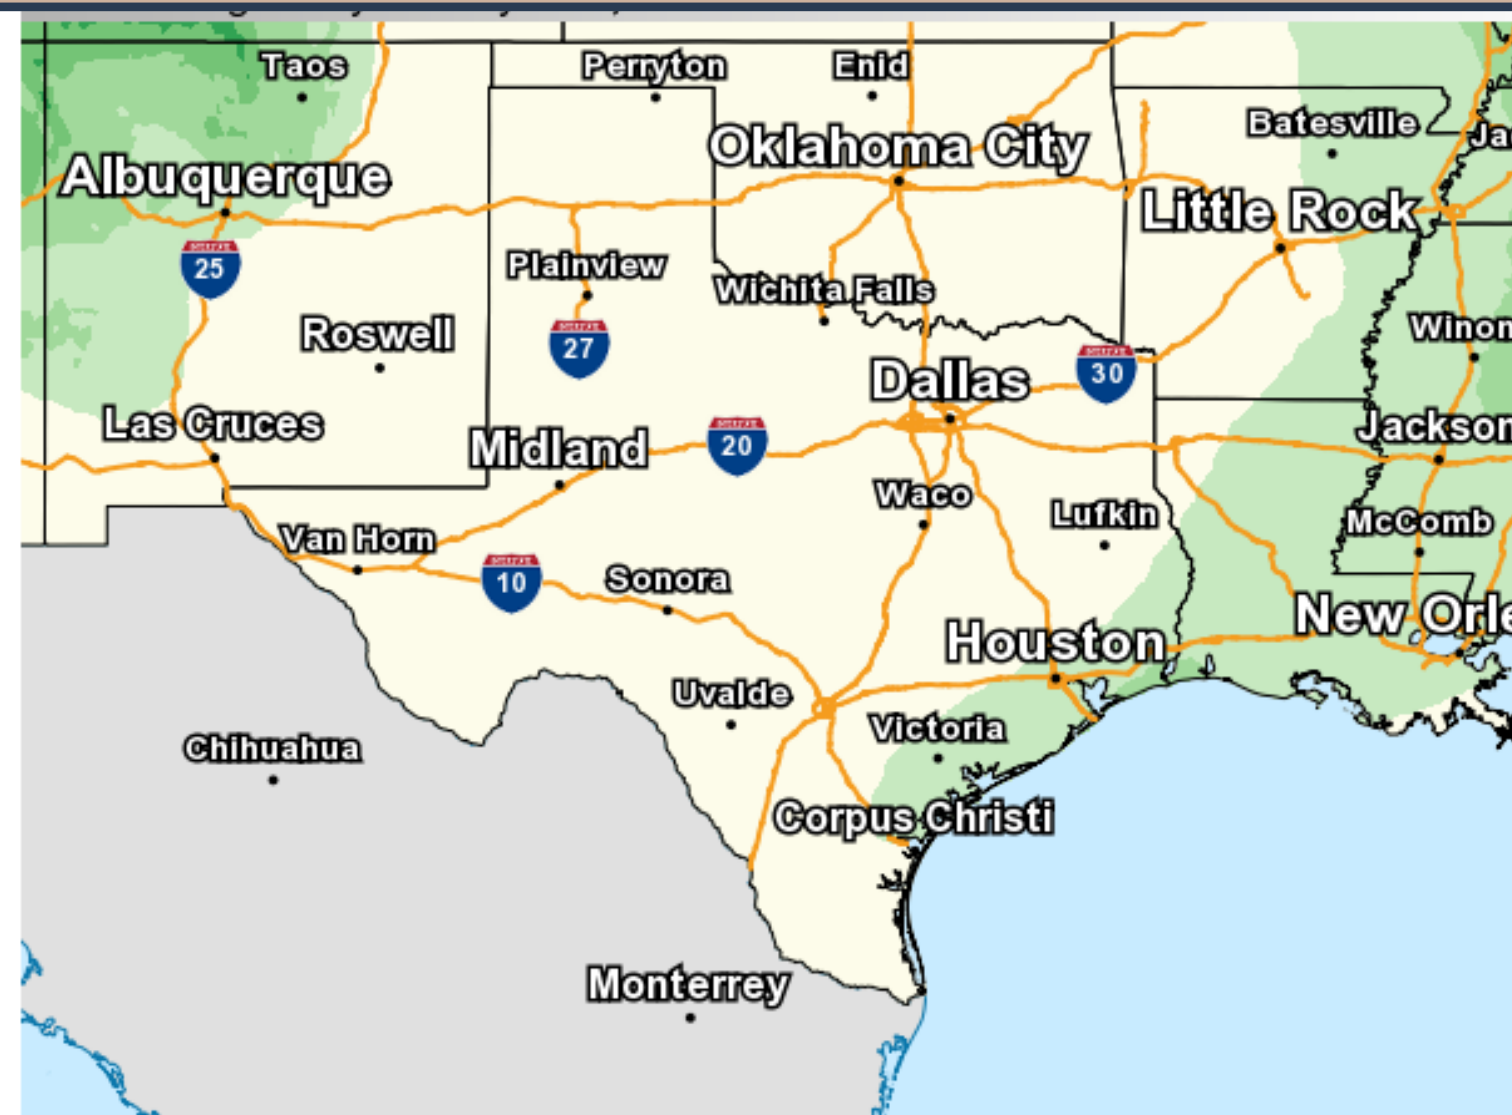 Taos
Perryton
Enid
Batesville
Oklahoma City
Albuquerque
Little Rock
25
Plainview
Wichita Falls
Roswell
27
Winon
Dallas
30
Las Cruces
Midland
20
Jackson
Waco
Lufkin
McComb
Van Horn
10
Sonora
New Orle
Houston
Uvalde
Victoria
Chihuahua
Corpus Christi
Monterrey